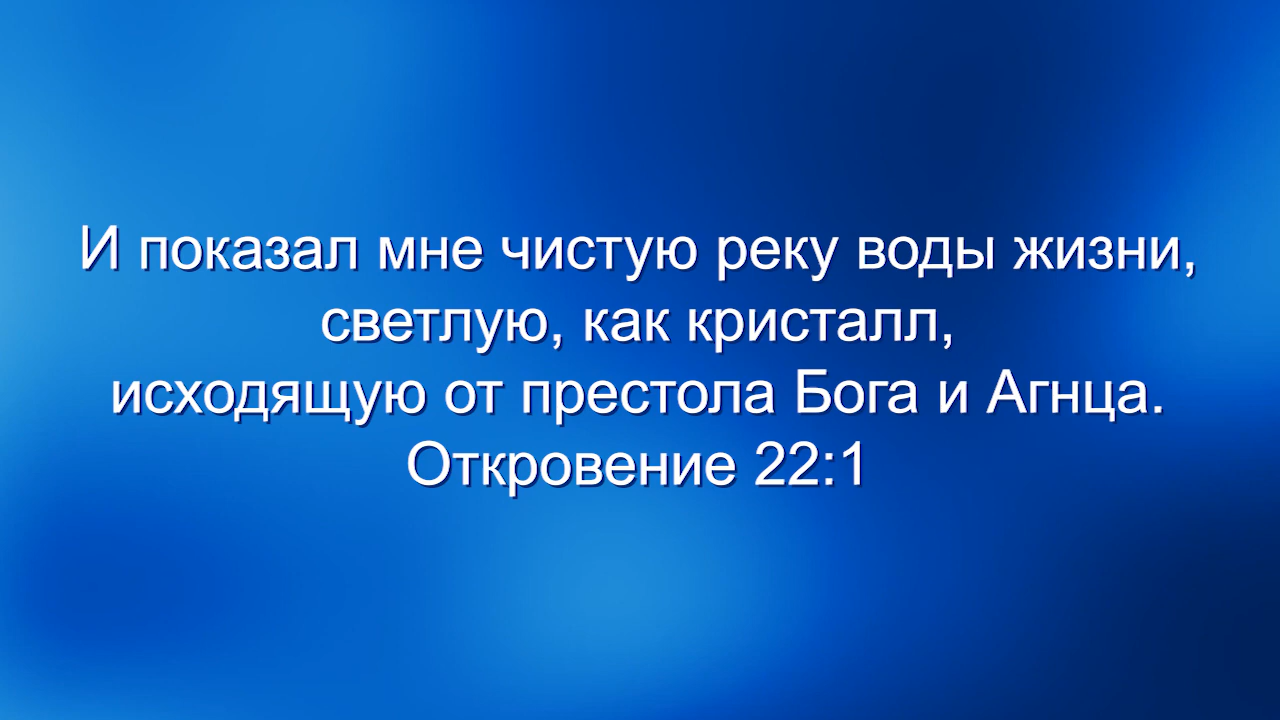 И показал мне чистую реку воды жизни,
светлую, как кристалл,
исходящую от престола Бога и Агнца.
Откровение 22:1